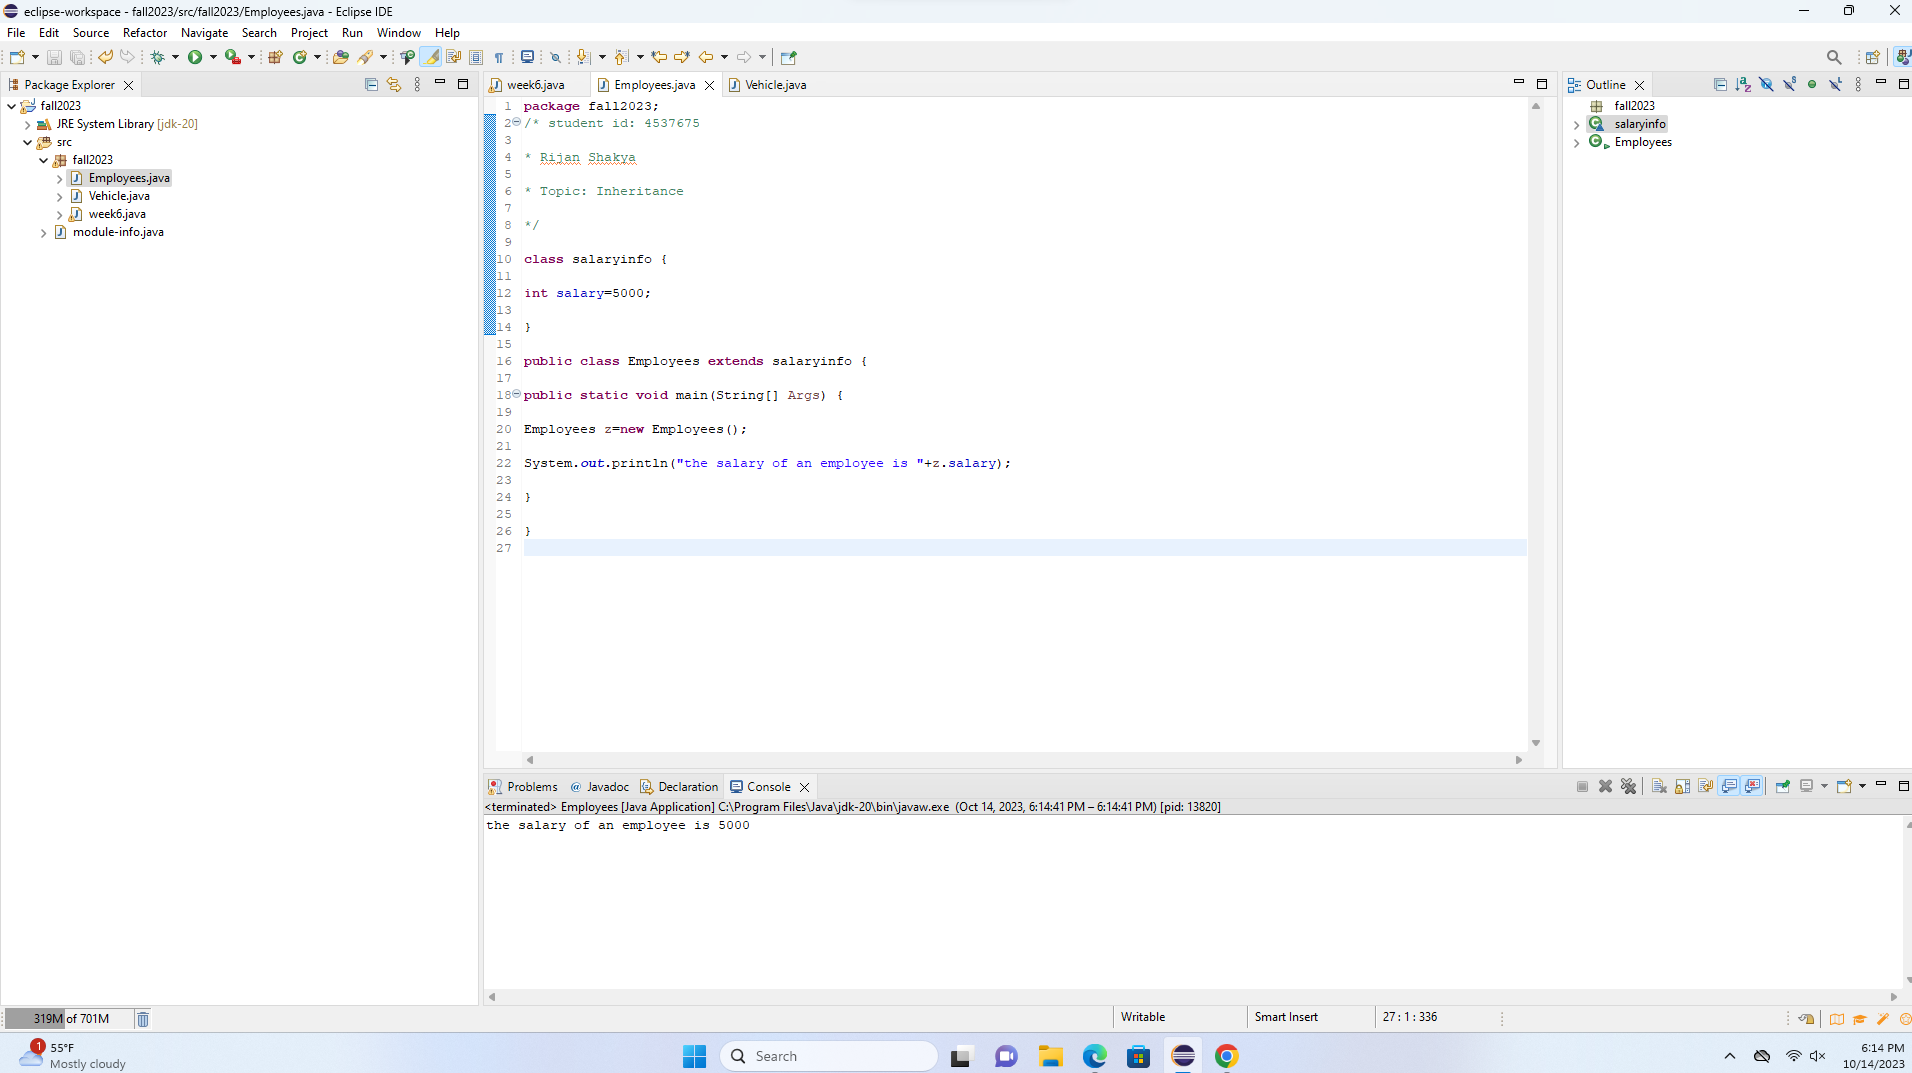 eclipse-workspace - fall2023/src/fall2023/Employees.java - Eclipse IDE
File Edit Source Refactor Navigate Search Project Run Window Help
Package Explorer
fall2023
JRE System Library [jdk-20]
src
fall2023
Employees.java
Vehicle.java
week6.java
module-info.java
week6.java Employees.java Vehicle.java
1 package fall2023;
2 /* student id: 4537675
3
4 * Rijan Shakya
5
6 * Topic: Inheritance
7
8 */
9
10 class salaryinfo {
11
12 int salary=5000;
13
14 }
15
16 public class Employees extends salaryinfo {
17
18 public static void main(String[] Args) {
19
20 Employees z=new Employees();
21
22 System.out.println("the salary of an employee is "+z.salary);
23
24 }
25
26 }
27
Outline
fall2023
salaryinfo
Employees
Problems @ Javadoc Declaration Console
<terminated> Employees [Java Application] C:\Program Files\Java\jdk-20\bin\javaw.exe (Oct 14, 2023, 6:14:41 PM – 6:14:41 PM) [pid: 13820]
the salary of an employee is 5000
319M of 701M
Writable
Smart Insert
27 : 1 : 336
1
55°F
Mostly cloudy
Search
6:14 PM
10/14/2023